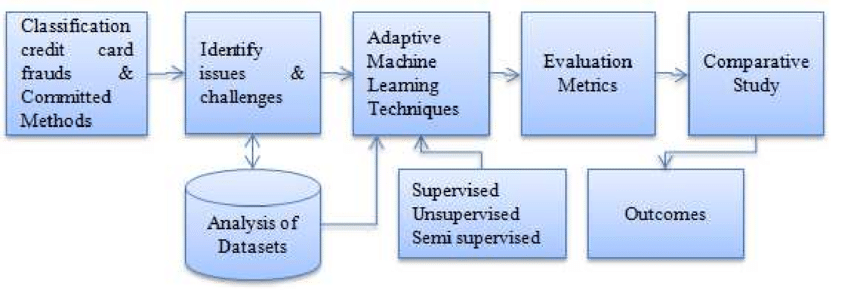 Classification
credit card
frauds &
Committed
Methods
Identify
issues &
challenges
Adaptive
Machine
Learning
Techniques
Evaluation
Metrics
Comparative
Study
Analysis of
Datasets
Supervised
Unsupervised
Semi supervised
Outcomes